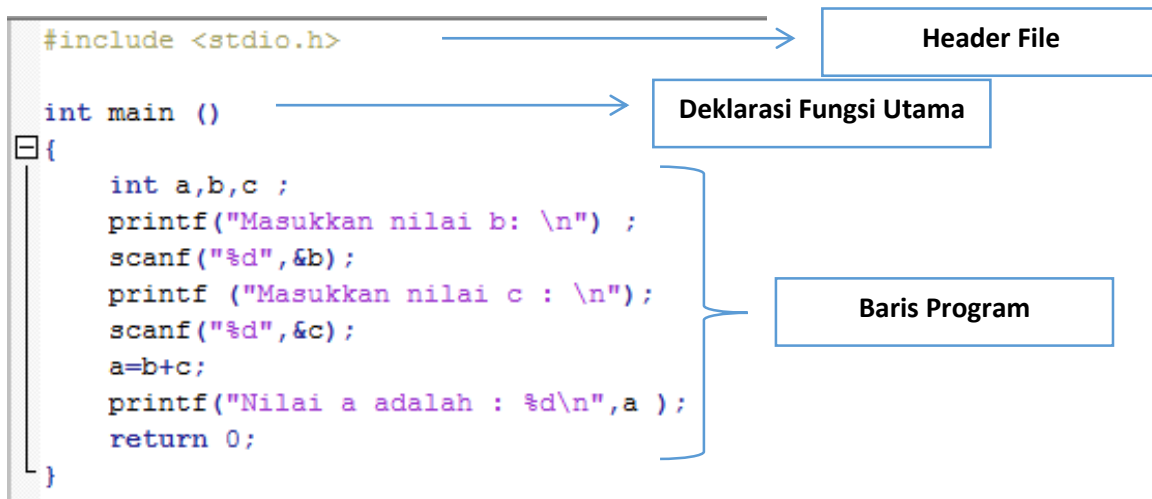 #include <stdio.h>
Header File
int main ()
Deklarasi Fungsi Utama
{
int a,b,c ;
printf("Masukkan nilai b: \n") ;
scanf("%d",&b);
printf ("Masukkan nilai c : \n");
scanf("%d",&c);
a=b+c;
printf("Nilai a adalah : %d\n",a );
return 0;
}
Baris Program